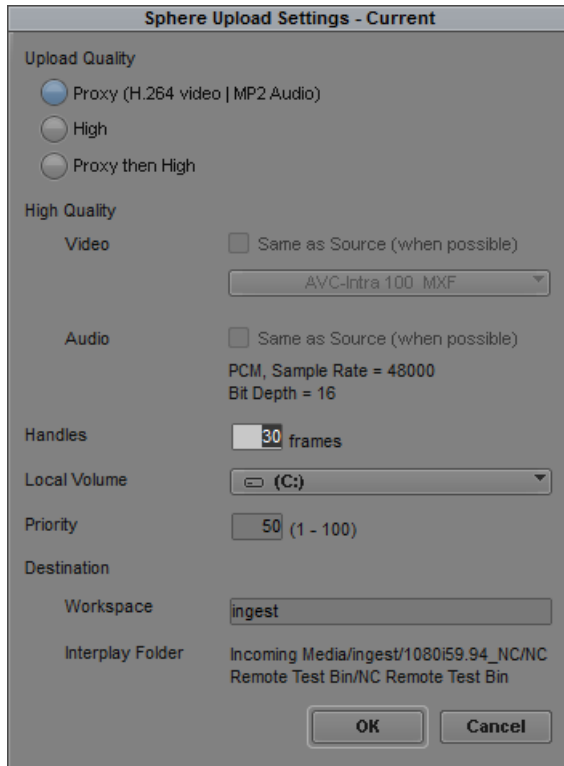 Sphere Upload Settings - Current
Upload Quality
Proxy (H.264 video | MP2 Audio)
High
Proxy then High
High Quality
Video
Same as Source (when possible)
AVC-Intra 100 MXF
Audio
Same as Source (when possible)
PCM, Sample Rate = 48000
Bit Depth = 16
Handles
30 frames
Local Volume
(C:)
Priority
50 (1 - 100)
Destination
Workspace
ingest
Interplay Folder
Incoming Media/ingest/1080i59.94_NC/NC
Remote Test Bin/NC Remote Test Bin
OK
Cancel